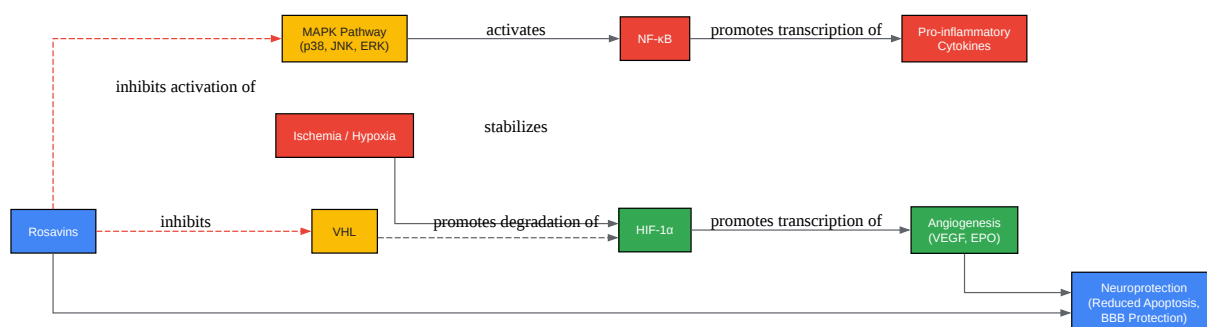 MAPK Pathway
(p38, JNK, ERK)
activates
NF-κB
promotes transcription of
Pro-inflammatory
Cytokines
inhibits activation of
Ischemia / Hypoxia
stabilizes
Rosavins
inhibits
VHL
promotes degradation of
HIF-1α
promotes transcription of
Angiogenesis
(VEGF, EPO)
Neuroprotection
(Reduced Apoptosis,
BBB Protection)